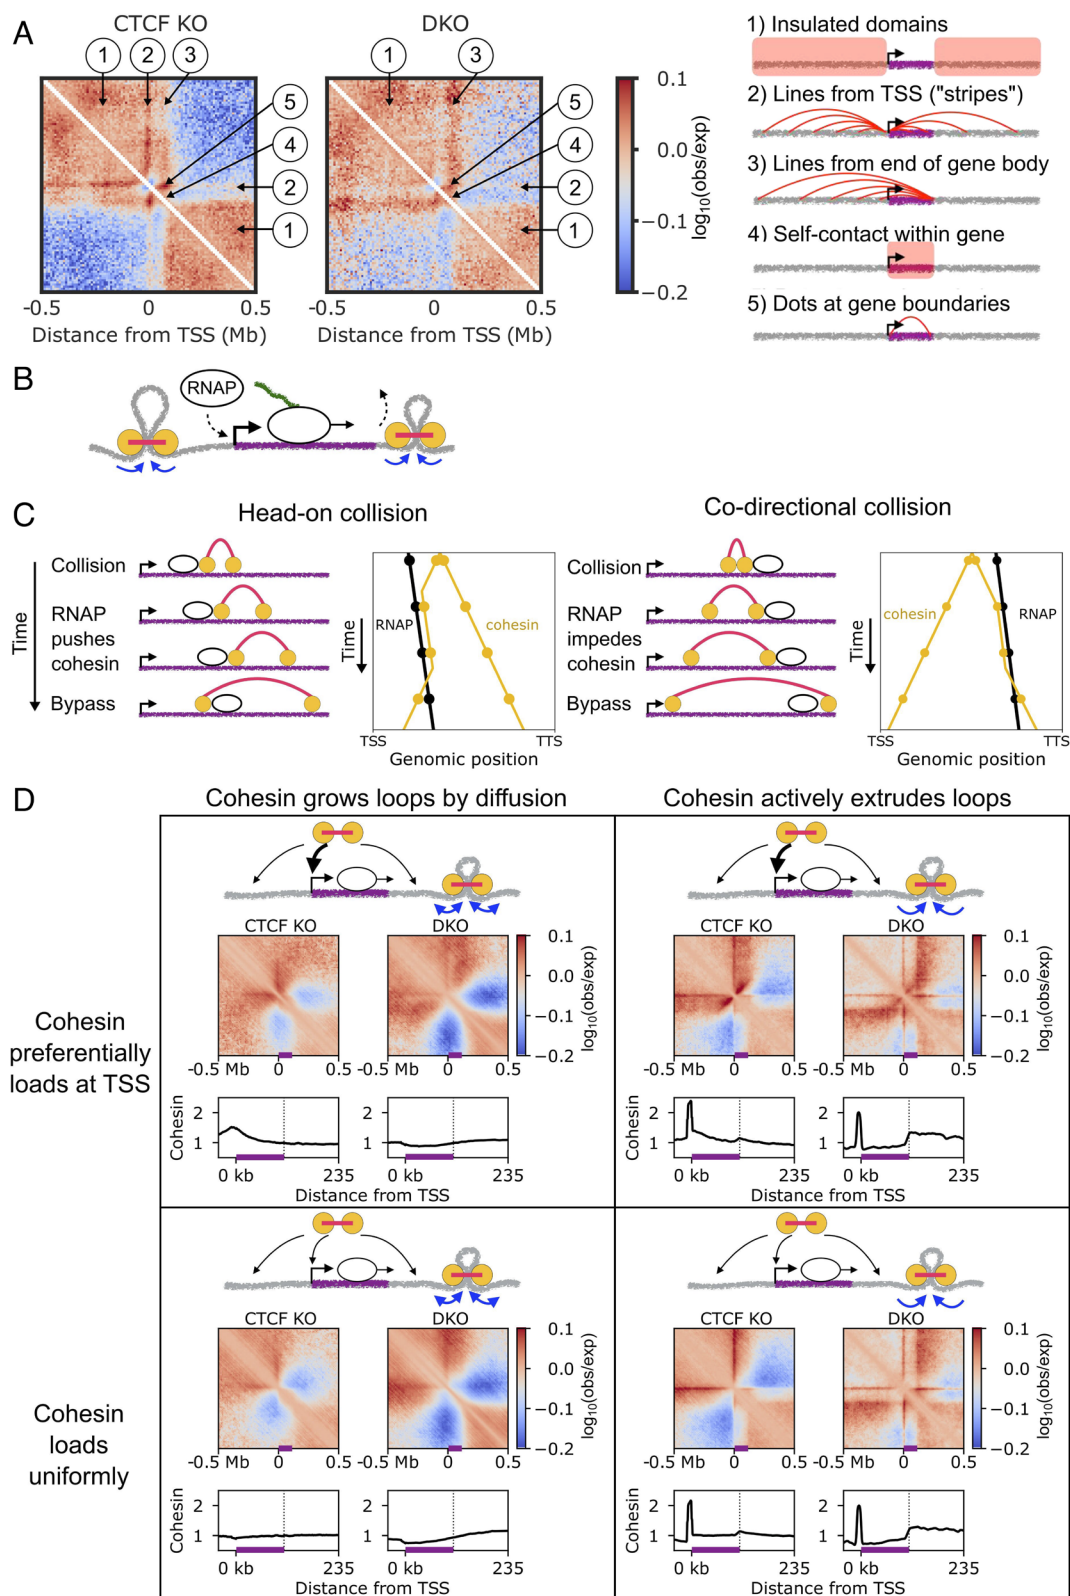 A
CTCF KO
DKO
1
2
3
1
3
5
4
2
1
5
4
2
1
0.1
0.0
−0.1
−0.2
log10(obs/exp)
-0.5
0
0.5
-0.5
0
0.5
Distance from TSS (Mb)
Distance from TSS (Mb)
1) Insulated domains
2) Lines from TSS ("stripes")
3) Lines from end of gene body
4) Self-contact within gene
5) Dots at gene boundaries
B
RNAP
C
Head-on collision
Co-directional collision
Time
Collision
RNAP
pushes
cohesin
Bypass
Time
RNAP
cohesin
TSS
TTS
Genomic position
Collision
RNAP
impedes
cohesin
Bypass
Time
cohesin
RNAP
TSS
TTS
Genomic position
D
Cohesin grows loops by diffusion
Cohesin actively extrudes loops
Cohesin
preferentially
loads at TSS
CTCF KO
DKO
0.1
0.0
−0.1
−0.2
log10(obs/exp)
-0.5 Mb
0
0.5
-0.5 Mb
0
0.5
Cohesin
2
1
2
1
0 kb
235
0 kb
235
Distance from TSS
CTCF KO
DKO
0.1
0.0
−0.1
−0.2
log10(obs/exp)
-0.5 Mb
0
0.5
-0.5 Mb
0
0.5
Cohesin
2
1
2
1
0 kb
235
0 kb
235
Distance from TSS
Cohesin
loads
uniformly
CTCF KO
DKO
0.1
0.0
−0.1
−0.2
log10(obs/exp)
-0.5 Mb
0
0.5
-0.5 Mb
0
0.5
Cohesin
2
1
2
1
0 kb
235
0 kb
235
Distance from TSS
CTCF KO
DKO
0.1
0.0
−0.1
−0.2
log10(obs/exp)
-0.5 Mb
0
0.5
-0.5 Mb
0
0.5
Cohesin
2
1
2
1
0 kb
235
0 kb
235
Distance from TSS